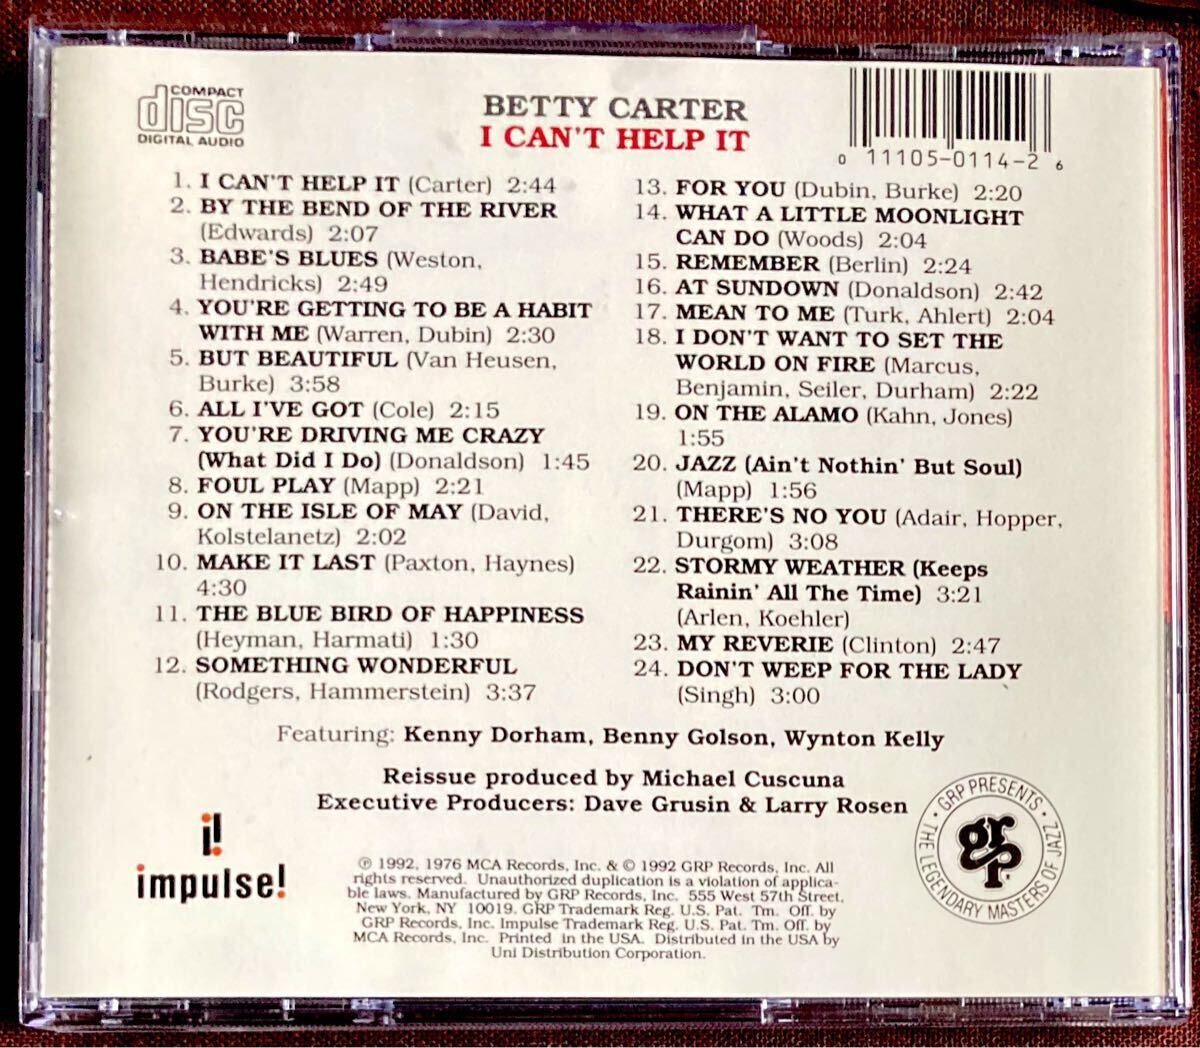 COMPACT
disc
DIGITAL AUDIO
BETTY CARTER
I CAN'T HELP IT
0 11105-0114-2 6
1. I CAN'T HELP IT (Carter) 2:44
2. BY THE BEND OF THE RIVER
(Edwards) 2:07
3. BABE'S BLUES (Weston,
Hendricks) 2:49
4. YOU'RE GETTING TO BE A HABIT
WITH ME (Warren, Dubin) 2:30
5. BUT BEAUTIFUL (Van Heusen,
Burke) 3:58
6. ALL I'VE GOT (Cole) 2:15
7. YOU'RE DRIVING ME CRAZY
(What Did I Do) (Donaldson) 1:45
8. FOUL PLAY (Mapp) 2:21
9. ON THE ISLE OF MAY (David,
Kolstelanetz) 2:02
10. MAKE IT LAST (Paxton, Haynes)
4:30
11. THE BLUE BIRD OF HAPPINESS
(Heyman, Harmati) 1:30
12. SOMETHING WONDERFUL
(Rodgers, Hammerstein) 3:37
13. FOR YOU (Dubin, Burke) 2:20
14. WHAT A LITTLE MOONLIGHT
CAN DO (Woods) 2:04
15. REMEMBER (Berlin) 2:24
16. AT SUNDOWN (Donaldson) 2:42
17. MEAN TO ME (Turk, Ahlert) 2:04
18. I DON'T WANT TO SET THE
WORLD ON FIRE (Marcus,
Benjamin, Seiler, Durham) 2:22
19. ON THE ALAMO (Kahn, Jones)
1:55
20. JAZZ (Ain't Nothin' But Soul)
(Mapp) 1:56
21. THERE'S NO YOU (Adair, Hopper,
Durgom) 3:08
22. STORMY WEATHER (Keeps
Rainin' All The Time) 3:21
(Arlen, Koehler)
23. MY REVERIE (Clinton) 2:47
24. DON'T WEEP FOR THE LADY
(Singh) 3:00
Featuring: Kenny Dorham, Benny Golson, Wynton Kelly
Reissue produced by Michael Cuscuna
Executive Producers: Dave Grusin & Larry Rosen
impulse!
℗ 1992, 1976 MCA Records, Inc. & © 1992 GRP Records, Inc. All
rights reserved. Unauthorized duplication is a violation of applica-
ble laws. Manufactured by GRP Records, Inc. 555 West 57th Street,
New York, NY 10019. GRP Trademark Reg. U.S. Pat. Tm. Off. by
GRP Records, Inc. Impulse Trademark Reg. U.S. Pat. Tm. Off. by
MCA Records, Inc. Printed in the USA. Distributed in the USA by
Uni Distribution Corporation.
• GRP PRESENTS •
THE LEGENDARY MASTERS OF JAZZ
grp